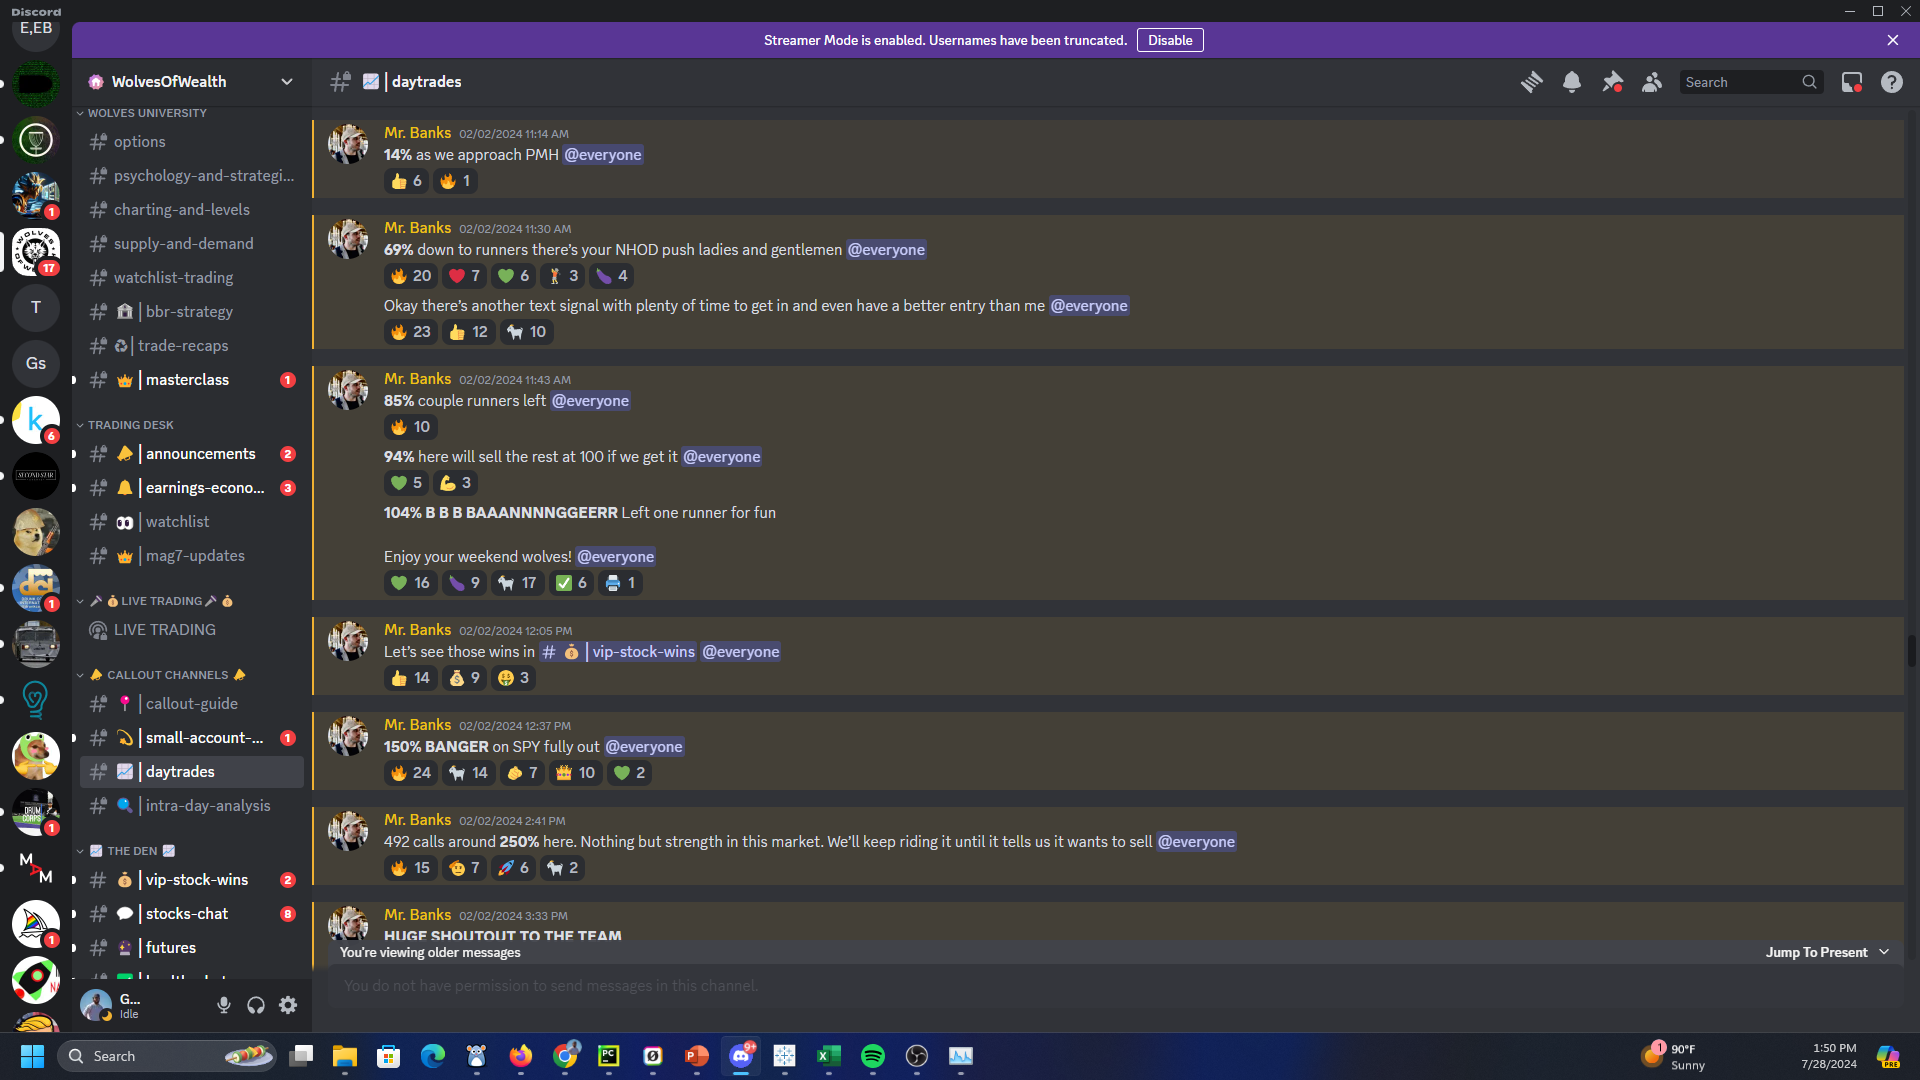 Discord
E,EB
Streamer Mode is enabled. Usernames have been truncated.
Disable
WolvesOfWealth
| daytrades
Search
WOLVES UNIVERSITY
options
psychology-and-strategi...
charting-and-levels
supply-and-demand
watchlist-trading
| bbr-strategy
| trade-recaps
| masterclass
1
TRADING DESK
| announcements
2
| earnings-econo...
3
| watchlist
| mag7-updates
LIVE TRADING
LIVE TRADING
CALLOUT CHANNELS
| callout-guide
| small-account-...
1
| daytrades
| intra-day-analysis
THE DEN
| vip-stock-wins
2
| stocks-chat
8
| futures
1
17
T
Gs
k
6
SECOND STAR
dci
1
DRUM CORPS
1
M A M
1
G...
Idle
Mr. Banks 02/02/2024 11:14 AM
14% as we approach PMH @everyone
6 1
Mr. Banks 02/02/2024 11:30 AM
69% down to runners there's your NHOD push ladies and gentlemen @everyone
20 7 6 3 4
Okay there's another text signal with plenty of time to get in and even have a better entry than me @everyone
23 12 10
Mr. Banks 02/02/2024 11:43 AM
85% couple runners left @everyone
10
94% here will sell the rest at 100 if we get it @everyone
5 3
104% B B B BAAANNNNGGEERR Left one runner for fun
Enjoy your weekend wolves! @everyone
16 9 17 6 1
Mr. Banks 02/02/2024 12:05 PM
Let's see those wins in # | vip-stock-wins @everyone
14 9 3
Mr. Banks 02/02/2024 12:37 PM
150% BANGER on SPY fully out @everyone
24 14 7 10 2
Mr. Banks 02/02/2024 2:41 PM
492 calls around 250% here. Nothing but strength in this market. We'll keep riding it until it tells us it wants to sell @everyone
15 7 6 2
Mr. Banks 02/02/2024 3:33 PM
HUGE SHOUTOUT TO THE TEAM
You're viewing older messages
Jump To Present
You do not have permission to send messages in this channel.
Search
PC
9+
1
90°F
Sunny
1:50 PM
7/28/2024
PRE